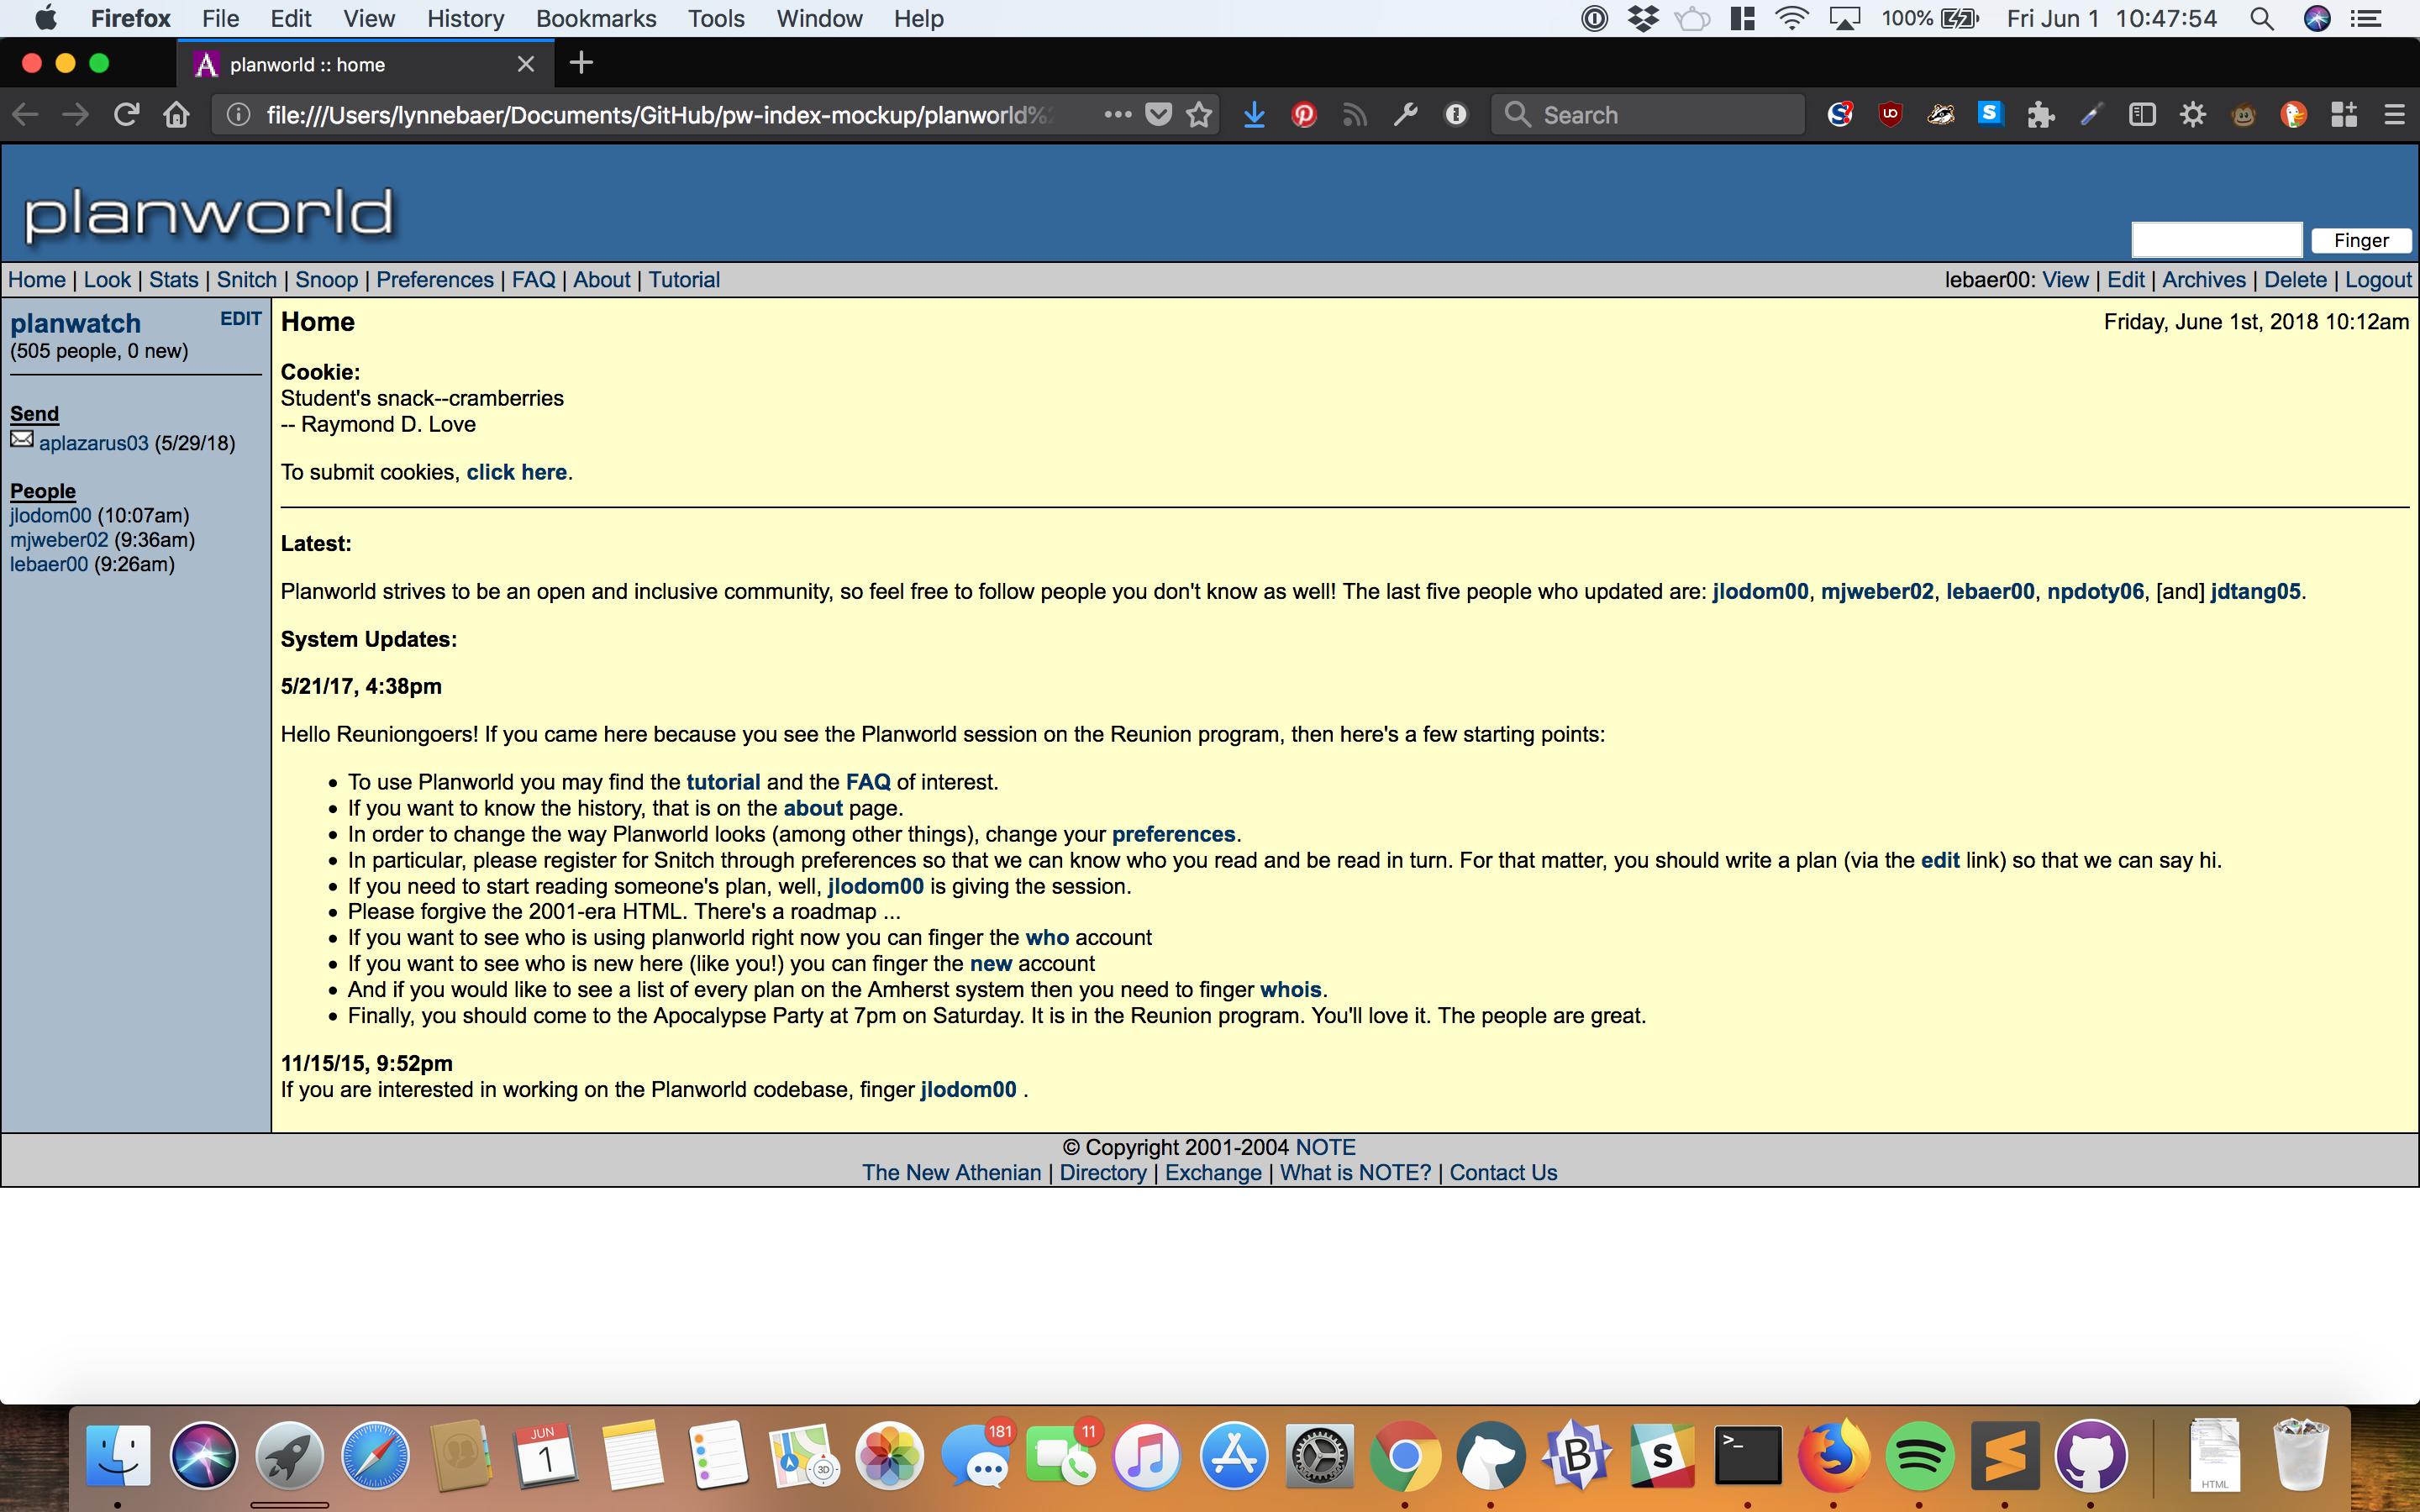 Firefox File Edit View History Bookmarks Tools Window Help 100% Fri Jun 1 10:47:54
planworld :: home
file:///Users/lynnebaer/Documents/GitHub/pw-index-mockup/planworld% Search
planworld
Finger
Home | Look | Stats | Snitch | Snoop | Preferences | FAQ | About | Tutorial lebaer00: View | Edit | Archives | Delete | Logout
planwatch EDIT
(505 people, 0 new)
Send
aplazarus03 (5/29/18)
People
jlodom00 (10:07am)
mjweber02 (9:36am)
lebaer00 (9:26am)
Home Friday, June 1st, 2018 10:12am
Cookie:
Student's snack--cramberries
-- Raymond D. Love
To submit cookies, click here.
Latest:
Planworld strives to be an open and inclusive community, so feel free to follow people you don't know as well! The last five people who updated are: jlodom00, mjweber02, lebaer00, npdoty06, [and] jdtang05.
System Updates:
5/21/17, 4:38pm
Hello Reuniongoers! If you came here because you see the Planworld session on the Reunion program, then here's a few starting points:
• To use Planworld you may find the tutorial and the FAQ of interest.
• If you want to know the history, that is on the about page.
• In order to change the way Planworld looks (among other things), change your preferences.
• In particular, please register for Snitch through preferences so that we can know who you read and be read in turn. For that matter, you should write a plan (via the edit link) so that we can say hi.
• If you need to start reading someone's plan, well, jlodom00 is giving the session.
• Please forgive the 2001-era HTML. There's a roadmap ...
• If you want to see who is using planworld right now you can finger the who account
• If you want to see who is new here (like you!) you can finger the new account
• And if you would like to see a list of every plan on the Amherst system then you need to finger whois.
• Finally, you should come to the Apocalypse Party at 7pm on Saturday. It is in the Reunion program. You'll love it. The people are great.
11/15/15, 9:52pm
If you are interested in working on the Planworld codebase, finger jlodom00 .
© Copyright 2001-2004 NOTE
The New Athenian | Directory | Exchange | What is NOTE? | Contact Us
JUN
1
3D
181
11
B
S
>_
HTML